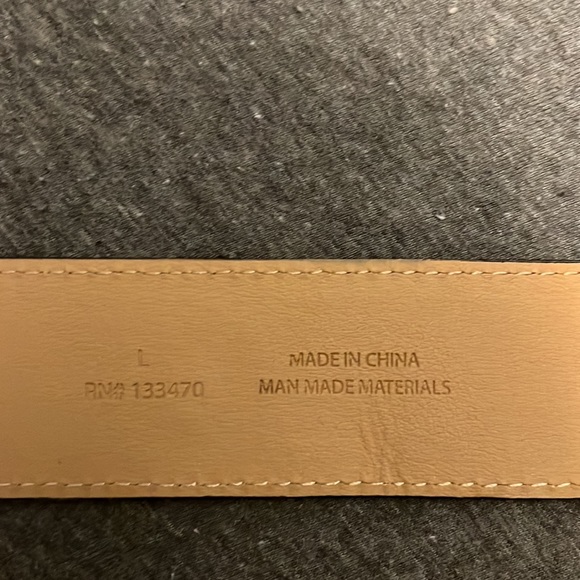 L
RN# 133470
MADE IN CHINA
MAN MADE MATERIALS